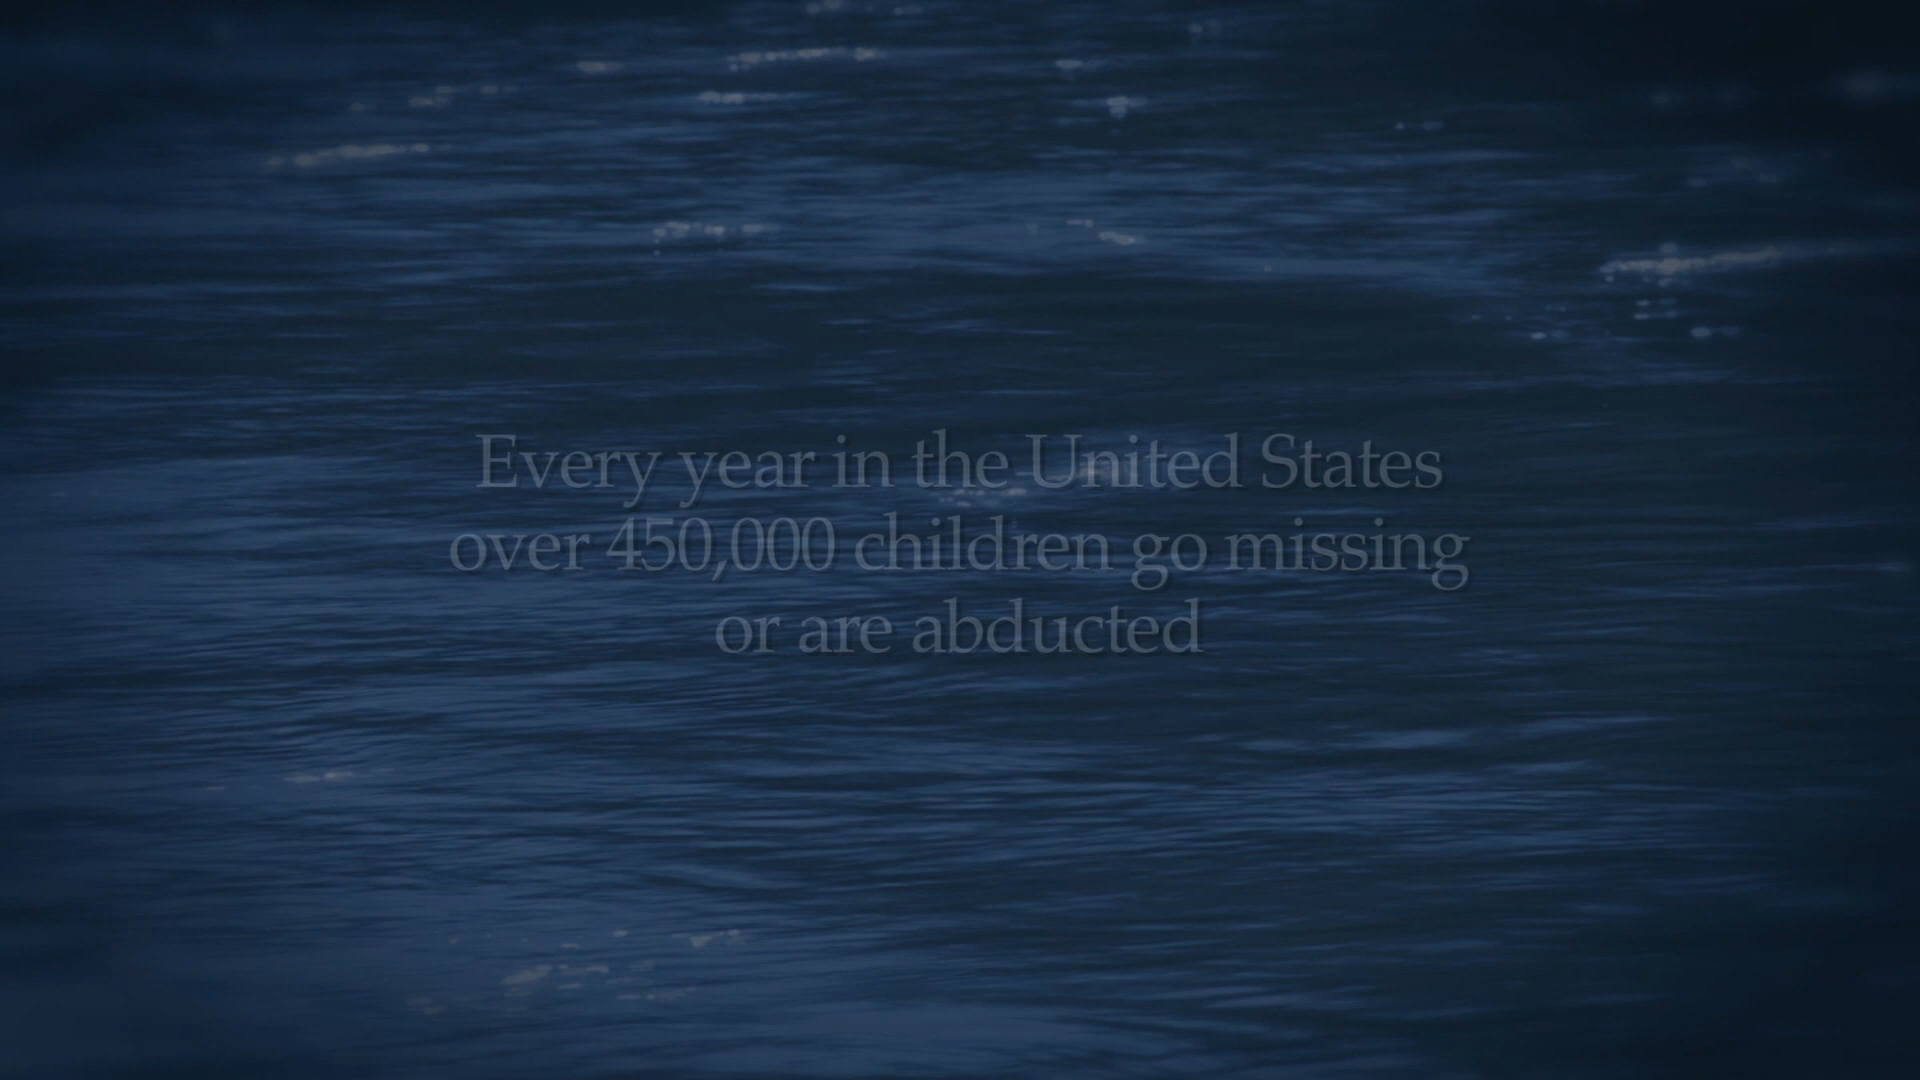 Every year in the United States
over 450,000 children go missing
or are abducted